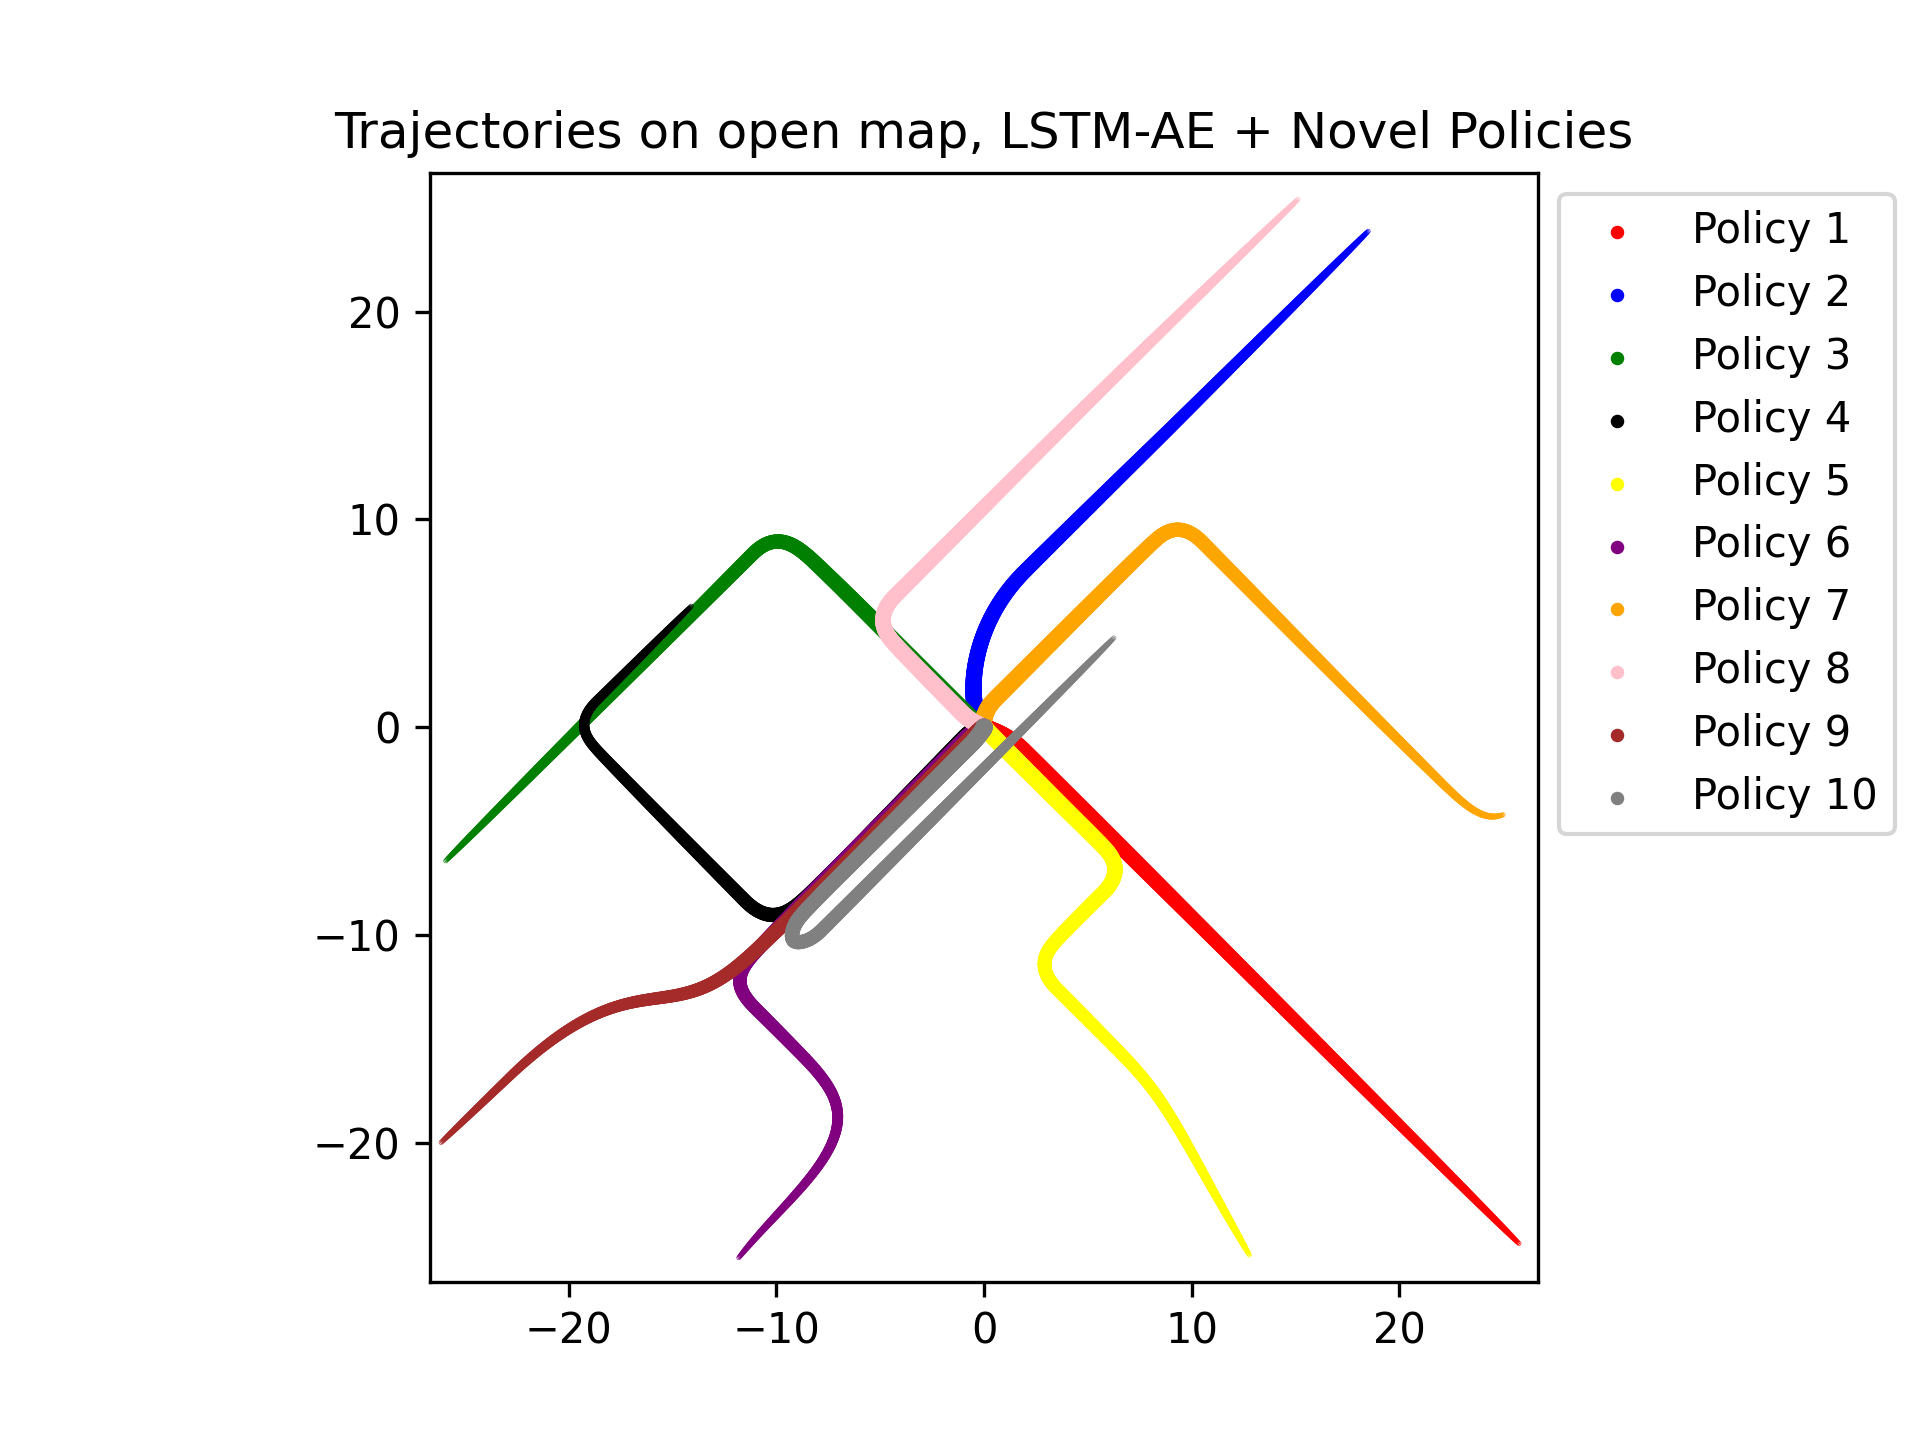 Trajectories on open map, LSTM-AE + Novel Policies
Policy 1
Policy 2
Policy 3
Policy 4
Policy 5
Policy 6
Policy 7
Policy 8
Policy 9
Policy 10
20
10
0
−10
−20
−20
−10
0
10
20